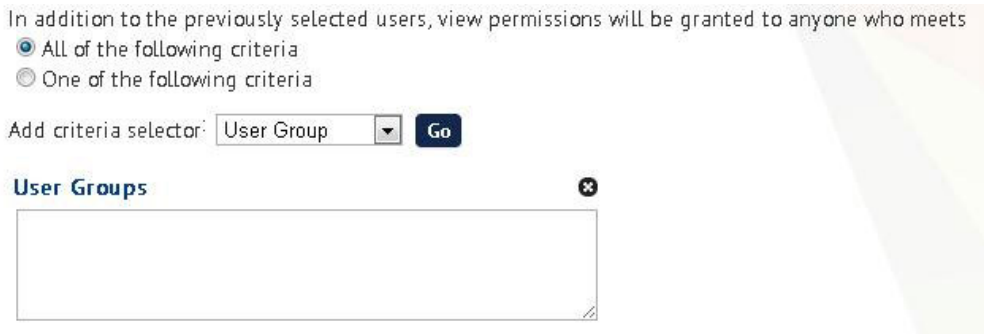 In addition to the previously selected users, view permissions will be granted to anyone who meets
All of the following criteria
One of the following criteria
Add criteria selector: User Group Go
User Groups